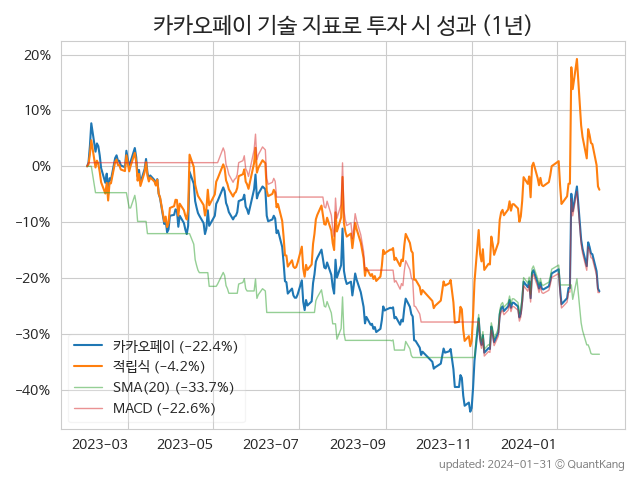 카카오페이 기술 지표로 투자 시 성과 (1년)
20%
10%
0%
−10%
−20%
−30%
−40%
카카오페이 (−22.4%)
적립식 (−4.2%)
SMA(20) (−33.7%)
MACD (−22.6%)
2023-03 2023-05 2023-07 2023-09 2023-11 2024-01
updated: 2024-01-31 ⓒ QuantKang